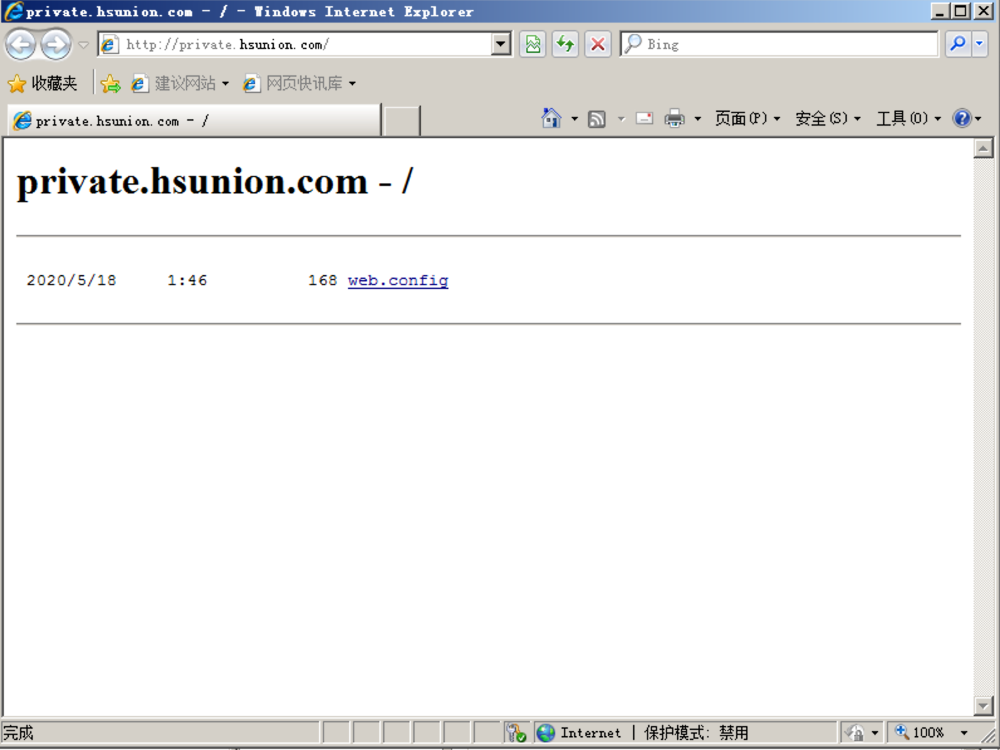 private.hsunion.com - / - Windows Internet Explorer
http://private.hsunion.com/
Bing
收藏夹 建议网站 网页快讯库
private.hsunion.com - /
页面(P) 安全(S) 工具(O)
private.hsunion.com - /
2020/5/18 1:46 168 web.config
完成 Internet | 保护模式: 禁用 100%